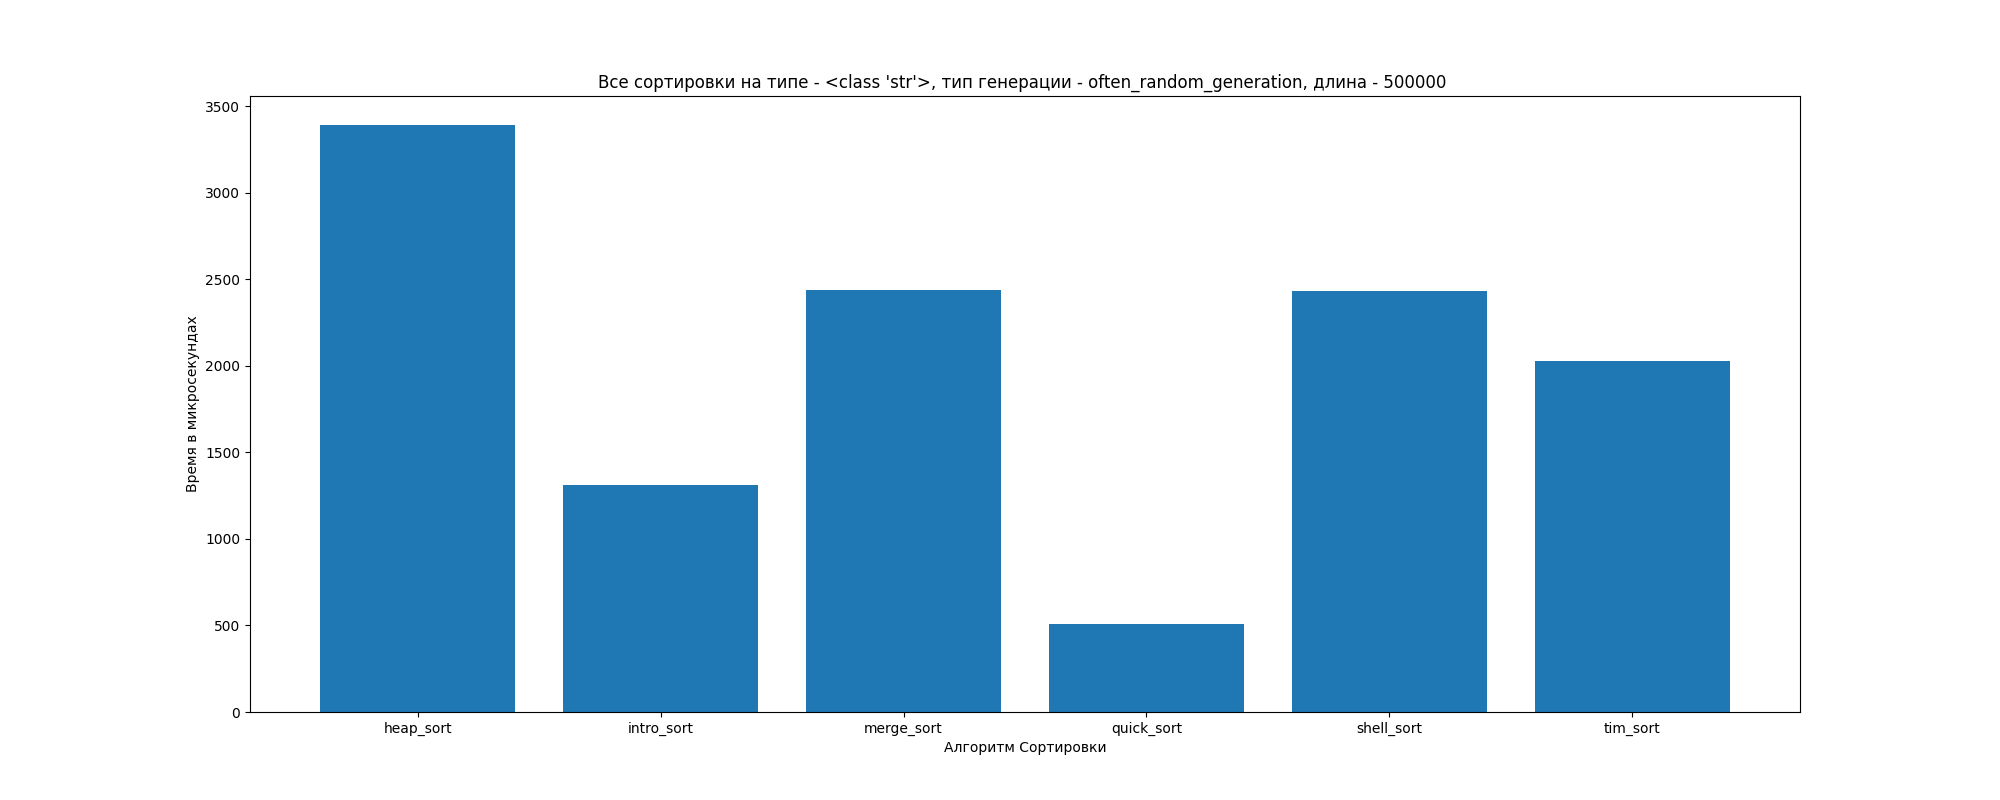 Все сортировки на типе - <class 'str'>, тип генерации - often_random_generation, длина - 500000
3500
3000
2500
2000
1500
1000
500
0
Время в микросекундах
heap_sort intro_sort merge_sort quick_sort shell_sort tim_sort
Алгоритм Сортировки